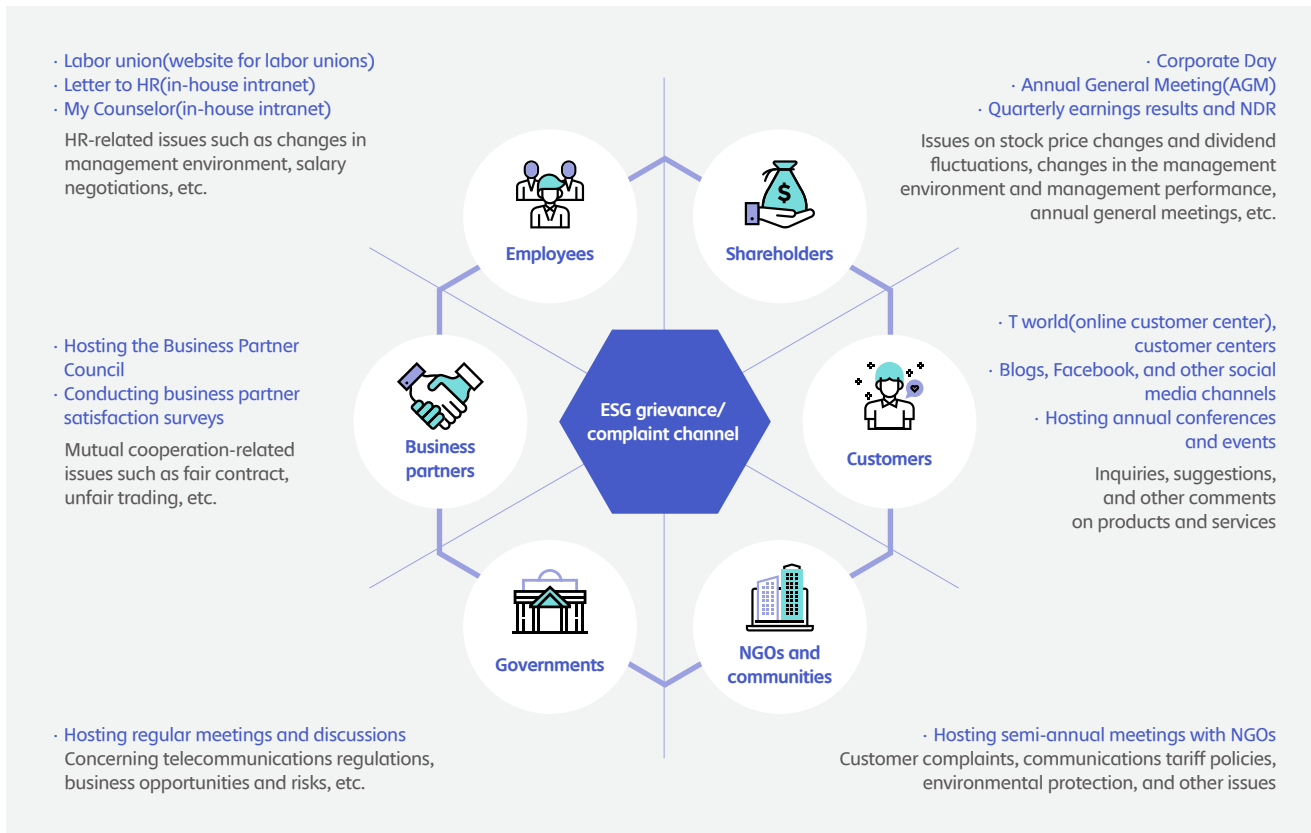 · Labor union(website for labor unions)
· Letter to HR(in-house intranet)
· My Counselor(in-house intranet)
HR-related issues such as changes in
management environment, salary
negotiations, etc.
· Corporate Day
· Annual General Meeting(AGM)
· Quarterly earnings results and NDR
Issues on stock price changes and dividend
fluctuations, changes in the management
environment and management performance,
annual general meetings, etc.
Employees
Shareholders
· Hosting the Business Partner
Council
· Conducting business partner
satisfaction surveys
Mutual cooperation-related
issues such as fair contract,
unfair trading, etc.
Business
partners
ESG grievance/
complaint channel
Customers
· T world(online customer center),
customer centers
· Blogs, Facebook, and other social
media channels
· Hosting annual conferences
and events
Inquiries, suggestions,
and other comments
on products and services
Governments
NGOs and
communities
· Hosting regular meetings and discussions
Concerning telecommunications regulations,
business opportunities and risks, etc.
· Hosting semi-annual meetings with NGOs
Customer complaints, communications tariff policies,
environmental protection, and other issues
$